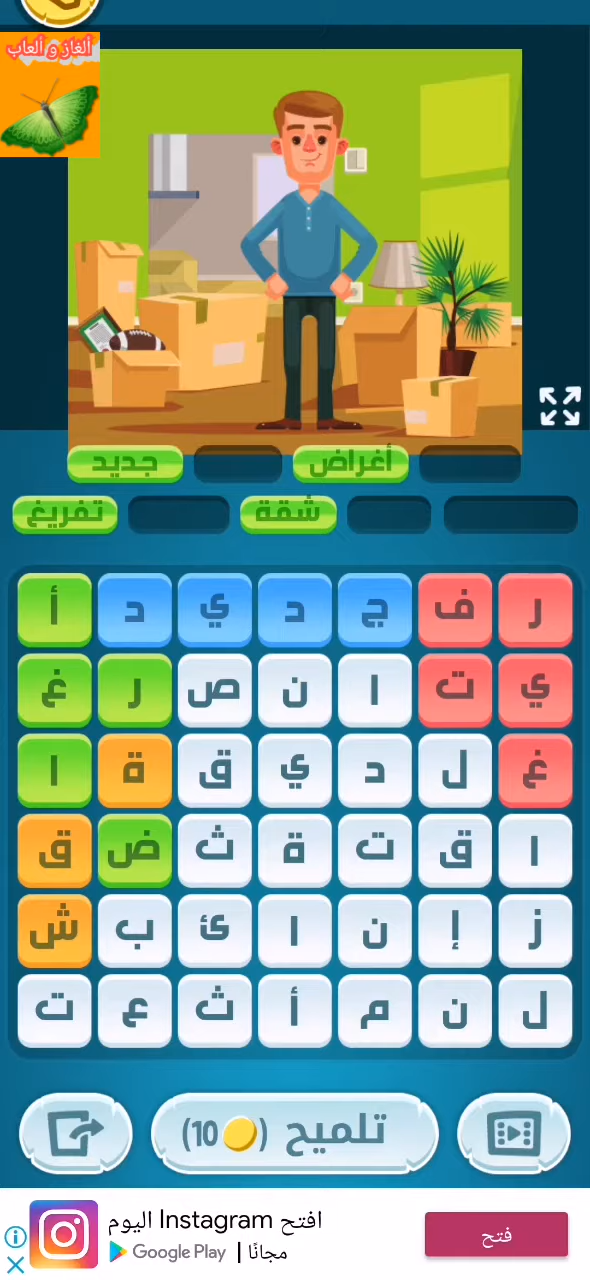 ألغاز و ألعاب
أغراض جديد
شقة تفريغ
ر ف ج د ي د أ
ي ت ا ن ص ر غ
غ ل د ي ق ة ا
ا ق ت ة ث ض ق
ز إ ن ا ئ ب ش
ل ن م أ ث ع ت
تلميح (10)
افتح Instagram اليوم
Google Play | مجانًا
فتح